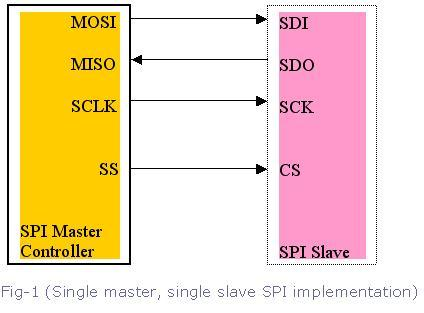 MOSI SDI
MISO SDO
SCLK SCK
SS CS
SPI Master
Controller SPI Slave
Fig-1 (Single master, single slave SPI implementation)